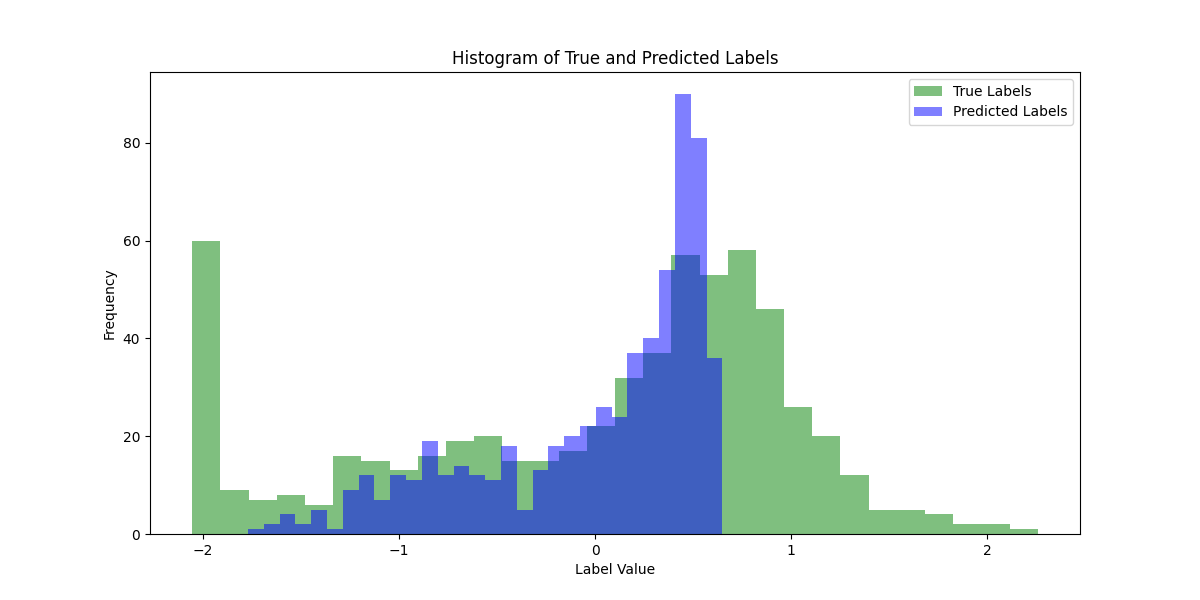 Histogram of True and Predicted Labels
True Labels
Predicted Labels
Frequency
80
60
40
20
0
−2
−1
0
1
2
Label Value